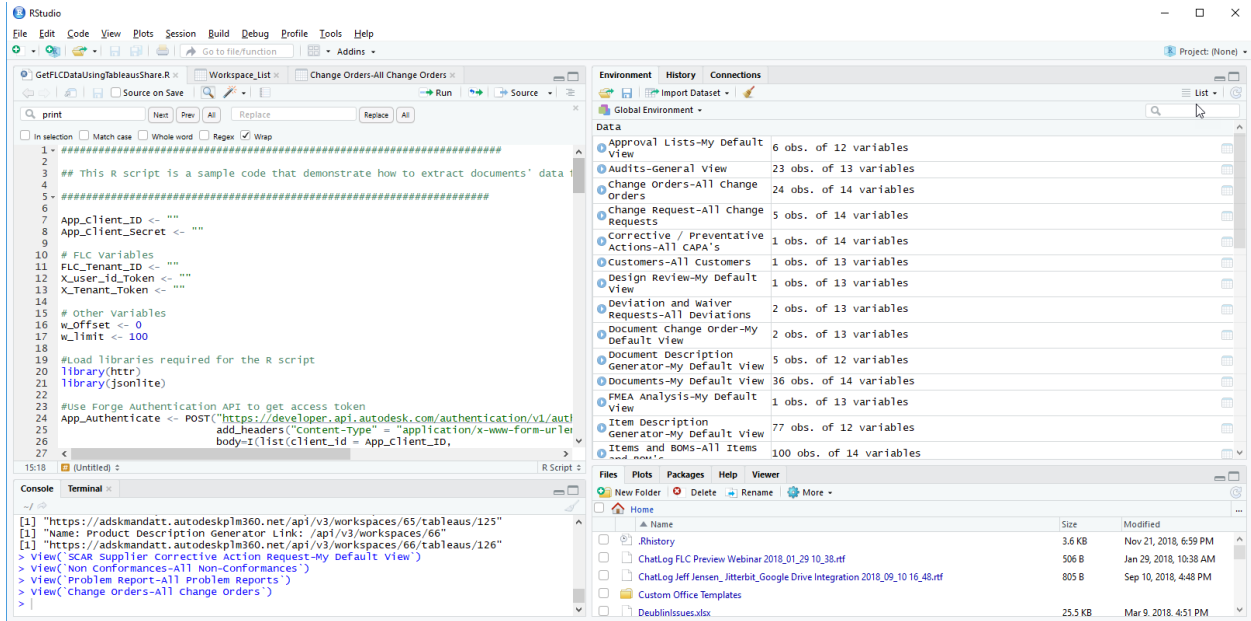 RStudio
File Edit Code View Plots Session Build Debug Profile Tools Help
Go to file/function Addins Project: (None)
GetFLCDataUsingTableausShare.R Workspace_List Change Orders-All Change Orders
Source on Save Run Source
print Next Prev All Replace Replace All
In selection Match case Whole word Regex Wrap
1 #######################################################################
2
3 ## This R script is a sample code that demonstrate how to extract documents' data
4
5 #####################################################################
6
7 App_Client_ID <- ""
8 App_Client_Secret <- ""
9
10 # FLC Variables
11 FLC_Tenant_ID <- ""
12 X_user_id_Token <- ""
13 X_Tenant_Token <- ""
14
15 # Other Variables
16 w_Offset <- 0
17 w_limit <- 100
18
19 #Load libraries required for the R script
20 library(httr)
21 library(jsonlite)
22
23 #Use Forge Authentication API to get access token
24 App_Authenticate <- POST("https://developer.api.autodesk.com/authentication/v1/auth
25 add_headers("Content-Type" = "application/x-www-form-urlen
26 body=I(list(client_id = App_Client_ID,
27
15:18 (Untitled) R Script
Console Terminal
~/
[1] "https://adskmandatt.autodeskplm360.net/api/v3/workspaces/65/tableaus/125"
[1] "Name: Product Description Generator Link: /api/v3/workspaces/66"
[1] "https://adskmandatt.autodeskplm360.net/api/v3/workspaces/66/tableaus/126"
> View(`SCAR Supplier Corrective Action Request-My Default View`)
> View(`Non Conformances-All Non-Conformances`)
> View(`Problem Report-All Problem Reports`)
> View(`Change Orders-All Change Orders`)
>
Environment History Connections
Import Dataset List
Global Environment
Data
Approval Lists-My Default View 6 obs. of 12 variables
Audits-General View 23 obs. of 13 variables
Change Orders-All Change Orders 24 obs. of 14 variables
Change Request-All Change Requests 5 obs. of 14 variables
Corrective / Preventative Actions-All CAPA's 1 obs. of 14 variables
Customers-All Customers 1 obs. of 13 variables
Design Review-My Default View 1 obs. of 13 variables
Deviation and Waiver Requests-All Deviations 2 obs. of 13 variables
Document Change Order-My Default View 2 obs. of 13 variables
Document Description Generator-My Default View 5 obs. of 12 variables
Documents-My Default View 36 obs. of 14 variables
FMEA Analysis-My Default View 1 obs. of 13 variables
Item Description Generator-My Default View 77 obs. of 12 variables
Items and BOMs-All Items and BOM's 100 obs. of 14 variables
Files Plots Packages Help Viewer
New Folder Delete Rename More
Home ...
Name Size Modified
.Rhistory 3.6 KB Nov 21, 2018, 6:59 PM
ChatLog FLC Preview Webinar 2018_01_29 10_38.rtf 506 B Jan 29, 2018, 10:38 AM
ChatLog Jeff Jensen_Jitterbit_Google Drive Integration 2018_09_10 16_48.rtf 805 B Sep 10, 2018, 4:48 PM
Custom Office Templates
DeublinIssues.xlsx 25.5 KB Mar 9, 2018, 4:51 PM